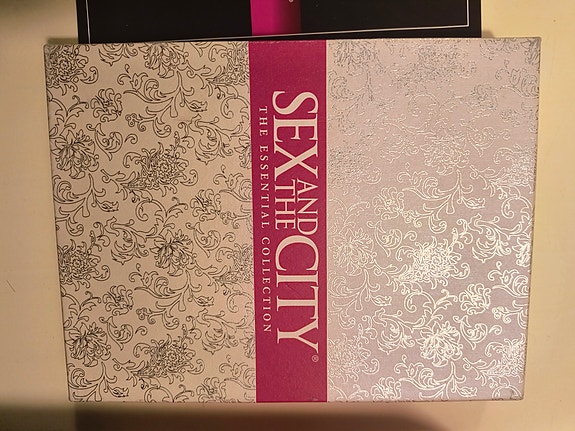 SEX AND THE CITY®
THE ESSENTIAL COLLECTION